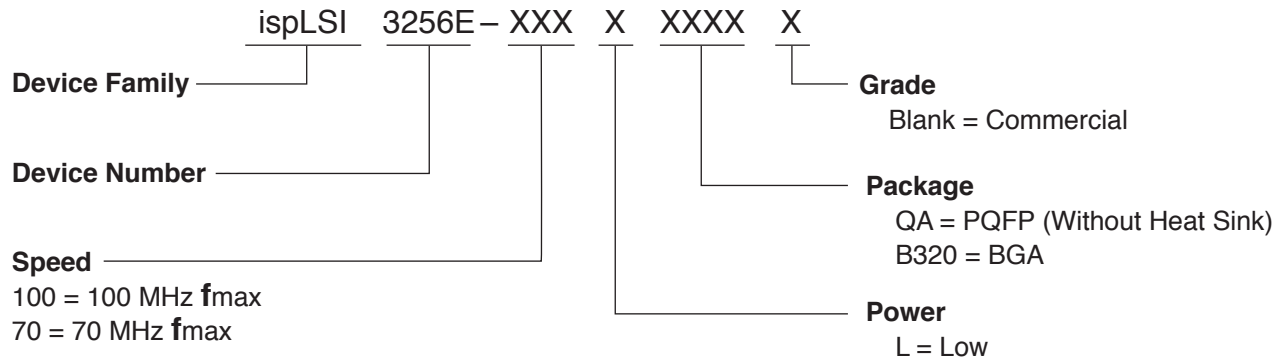 ispLSI 3256E – XXX X XXXX X
Device Family
Device Number
Speed
100 = 100 MHz fmax
70 = 70 MHz fmax
Grade
Blank = Commercial
Package
QA = PQFP (Without Heat Sink)
B320 = BGA
Power
L = Low